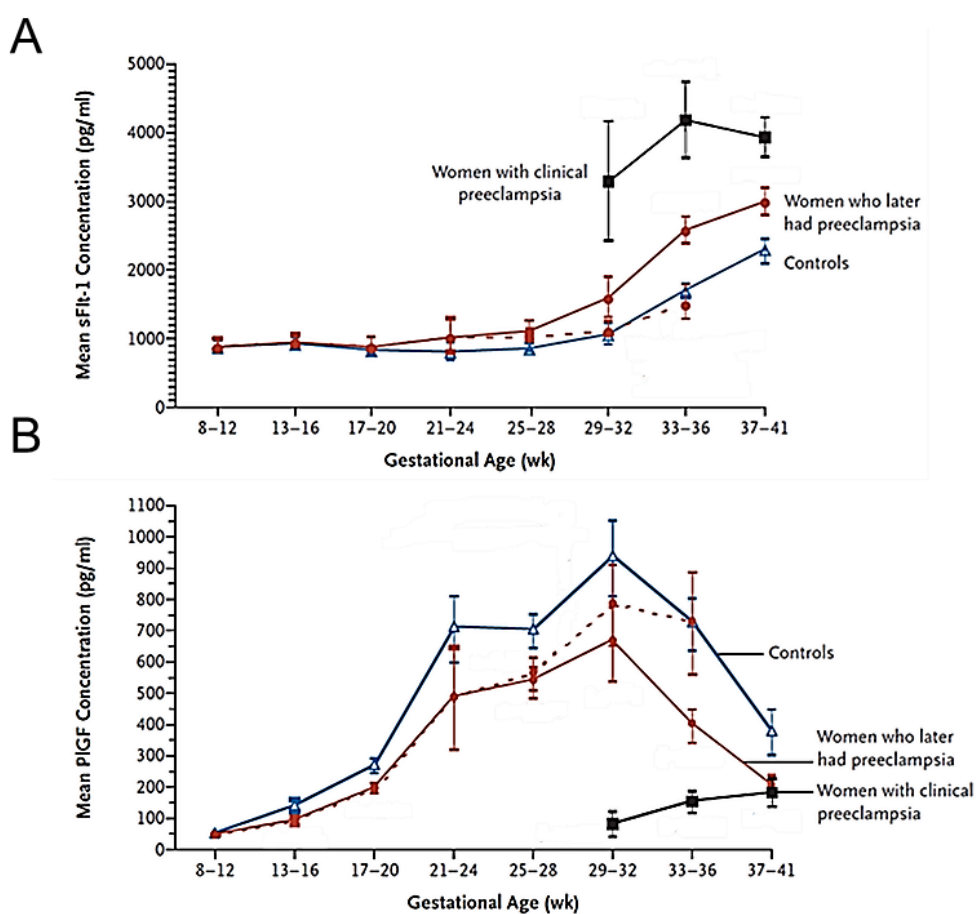 A
5000
4000
3000
2000
1000
0
Mean sFlt-1 Concentration (pg/ml)
Women with clinical
preeclampsia
Women who later
had preeclampsia
Controls
8–12 13–16 17–20 21–24 25–28 29–32 33–36 37–41
Gestational Age (wk)
B
1100
1000
900
800
700
600
500
400
300
200
100
0
Mean PlGF Concentration (pg/ml)
Controls
Women who later
had preeclampsia
Women with clinical
preeclampsia
8–12 13–16 17–20 21–24 25–28 29–32 33–36 37–41
Gestational Age (wk)